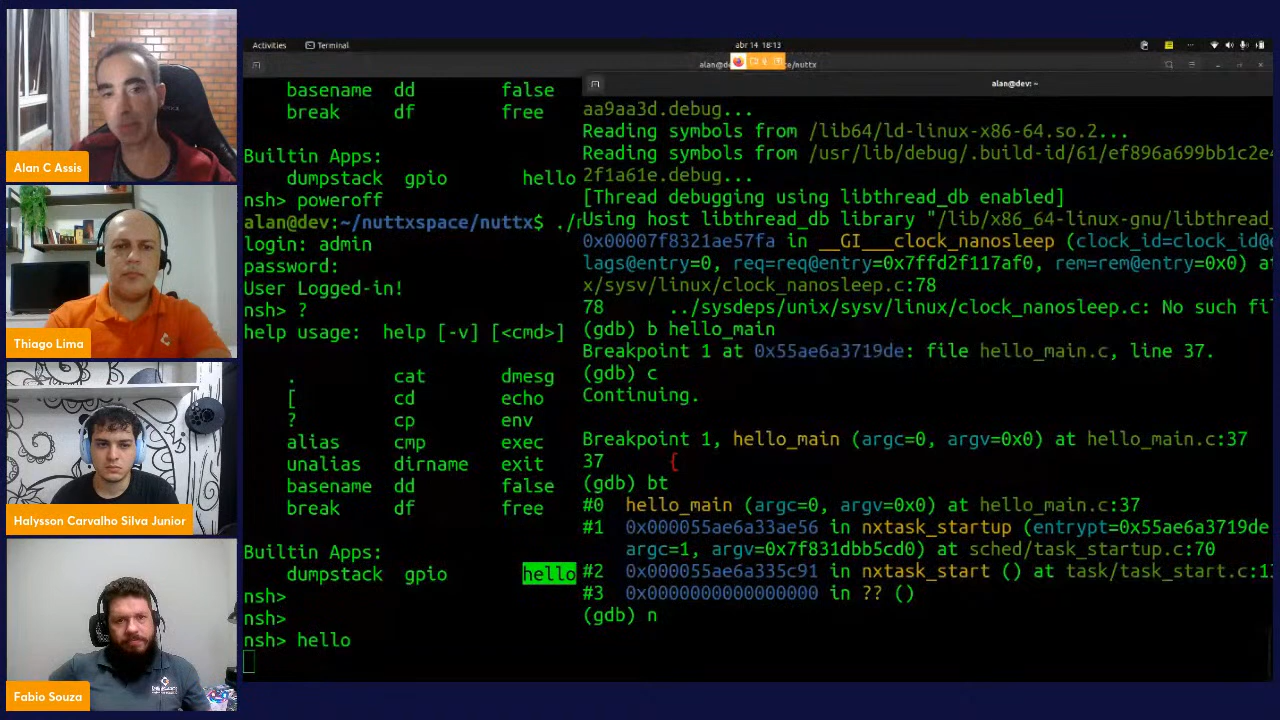 Alan C Assis
Thiago Lima
Halysson Carvalho Silva Junior
Fabio Souza
Activities Terminal abr 14 18:13
basename dd false
break df free
Builtin Apps:
dumpstack gpio hello
nsh> poweroff
alan@dev:~/nuttxspace/nuttx$ ./
login: admin
password:
User Logged-in!
nsh> ?
help usage: help [-v] [<cmd>]
. cat dmesg
[ cd echo
? cp env
alias cmp exec
unalias dirname exit
basename dd false
break df free
Builtin Apps:
dumpstack gpio hello
nsh>
nsh>
nsh> hello
alan@dev: ~
aa9aa3d.debug...
Reading symbols from /lib64/ld-linux-x86-64.so.2...
Reading symbols from /usr/lib/debug/.build-id/61/ef896a699bb1c2e4
2f1a61e.debug...
[Thread debugging using libthread_db enabled]
Using host libthread_db library "/lib/x86_64-linux-gnu/libthread_
0x00007f8321ae57fa in __GI___clock_nanosleep (clock_id=clock_id@e
lags@entry=0, req=req@entry=0x7ffd2f117af0, rem=rem@entry=0x0) at
x/sysv/linux/clock_nanosleep.c:78
78 ../sysdeps/unix/sysv/linux/clock_nanosleep.c: No such fil
(gdb) b hello_main
Breakpoint 1 at 0x55ae6a3719de: file hello_main.c, line 37.
(gdb) c
Continuing.
Breakpoint 1, hello_main (argc=0, argv=0x0) at hello_main.c:37
37 {
(gdb) bt
#0 hello_main (argc=0, argv=0x0) at hello_main.c:37
#1 0x000055ae6a33ae56 in nxtask_startup (entrypt=0x55ae6a3719de
argc=1, argv=0x7f831dbb5cd0) at sched/task_startup.c:70
#2 0x000055ae6a335c91 in nxtask_start () at task/task_start.c:1
#3 0x0000000000000000 in ?? ()
(gdb) n